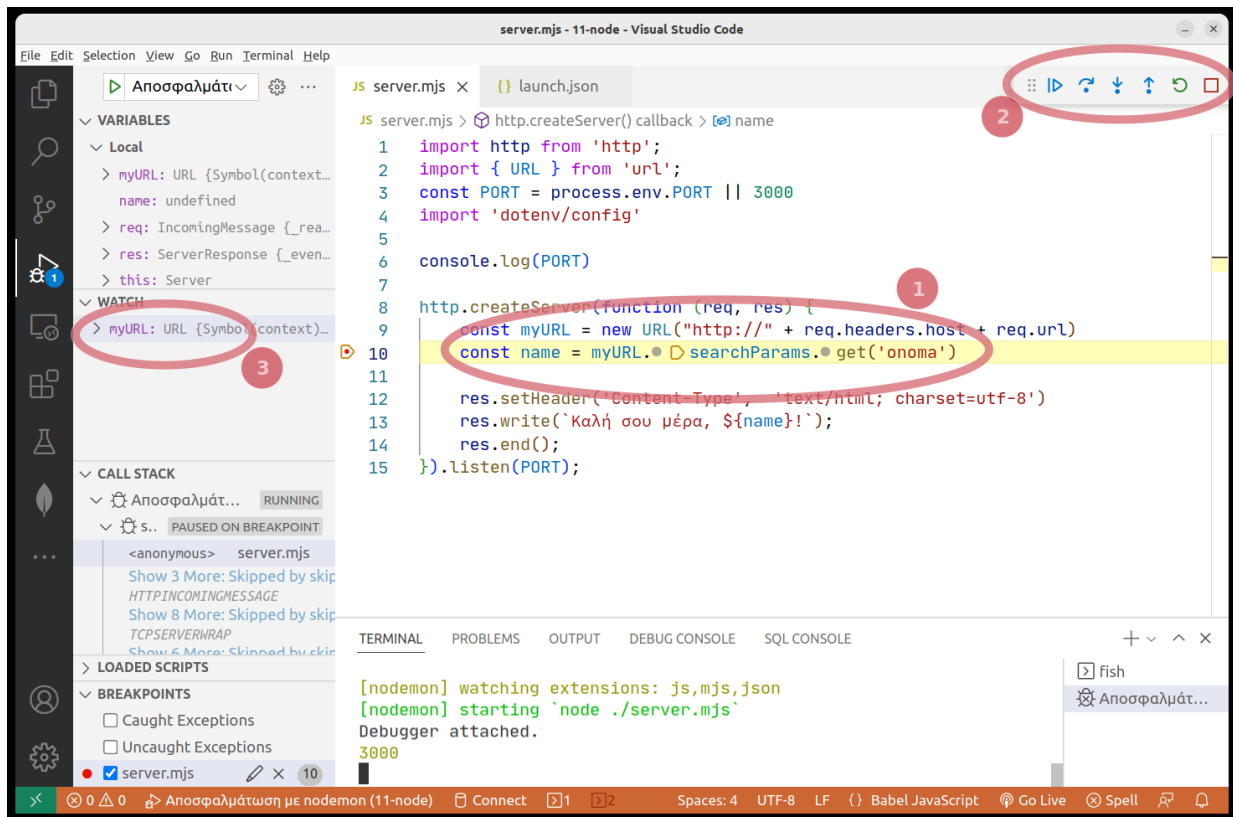 server.mjs - 11-node - Visual Studio Code
File Edit Selection View Go Run Terminal Help
Αποσφαλμάτι
VARIABLES
Local
myURL: URL {Symbol(context…
name: undefined
req: IncomingMessage {_rea…
res: ServerResponse {_even…
this: Server
WATCH
myURL: URL {Symbol(context)…
3
CALL STACK
Αποσφαλμάτ… RUNNING
s.. PAUSED ON BREAKPOINT
<anonymous> server.mjs
Show 3 More: Skipped by skip
HTTPINCOMINGMESSAGE
Show 8 More: Skipped by skip
TCPSERVERWRAP
Show 6 More: Skipped by skip
LOADED SCRIPTS
BREAKPOINTS
Caught Exceptions
Uncaught Exceptions
server.mjs 10
1
JS server.mjs {} launch.json
2
JS server.mjs > http.createServer() callback > name
1 import http from 'http';
2 import { URL } from 'url';
3 const PORT = process.env.PORT || 3000
4 import 'dotenv/config'
5
6 console.log(PORT)
7
1
8 http.createServer(function (req, res) {
9 const myURL = new URL("http://" + req.headers.host + req.url)
10 const name = myURL.searchParams.get('onoma')
11
12 res.setHeader('Content-Type', 'text/html; charset=utf-8')
13 res.write(`Καλή σου μέρα, ${name}!`);
14 res.end();
15 }).listen(PORT);
TERMINAL PROBLEMS OUTPUT DEBUG CONSOLE SQL CONSOLE
[nodemon] watching extensions: js,mjs,json
[nodemon] starting `node ./server.mjs`
Debugger attached.
3000
fish
Αποσφαλμάτ…
0 0 Αποσφαλμάτωση με nodemon (11-node) Connect 1 2 Spaces: 4 UTF-8 LF {} Babel JavaScript Go Live Spell